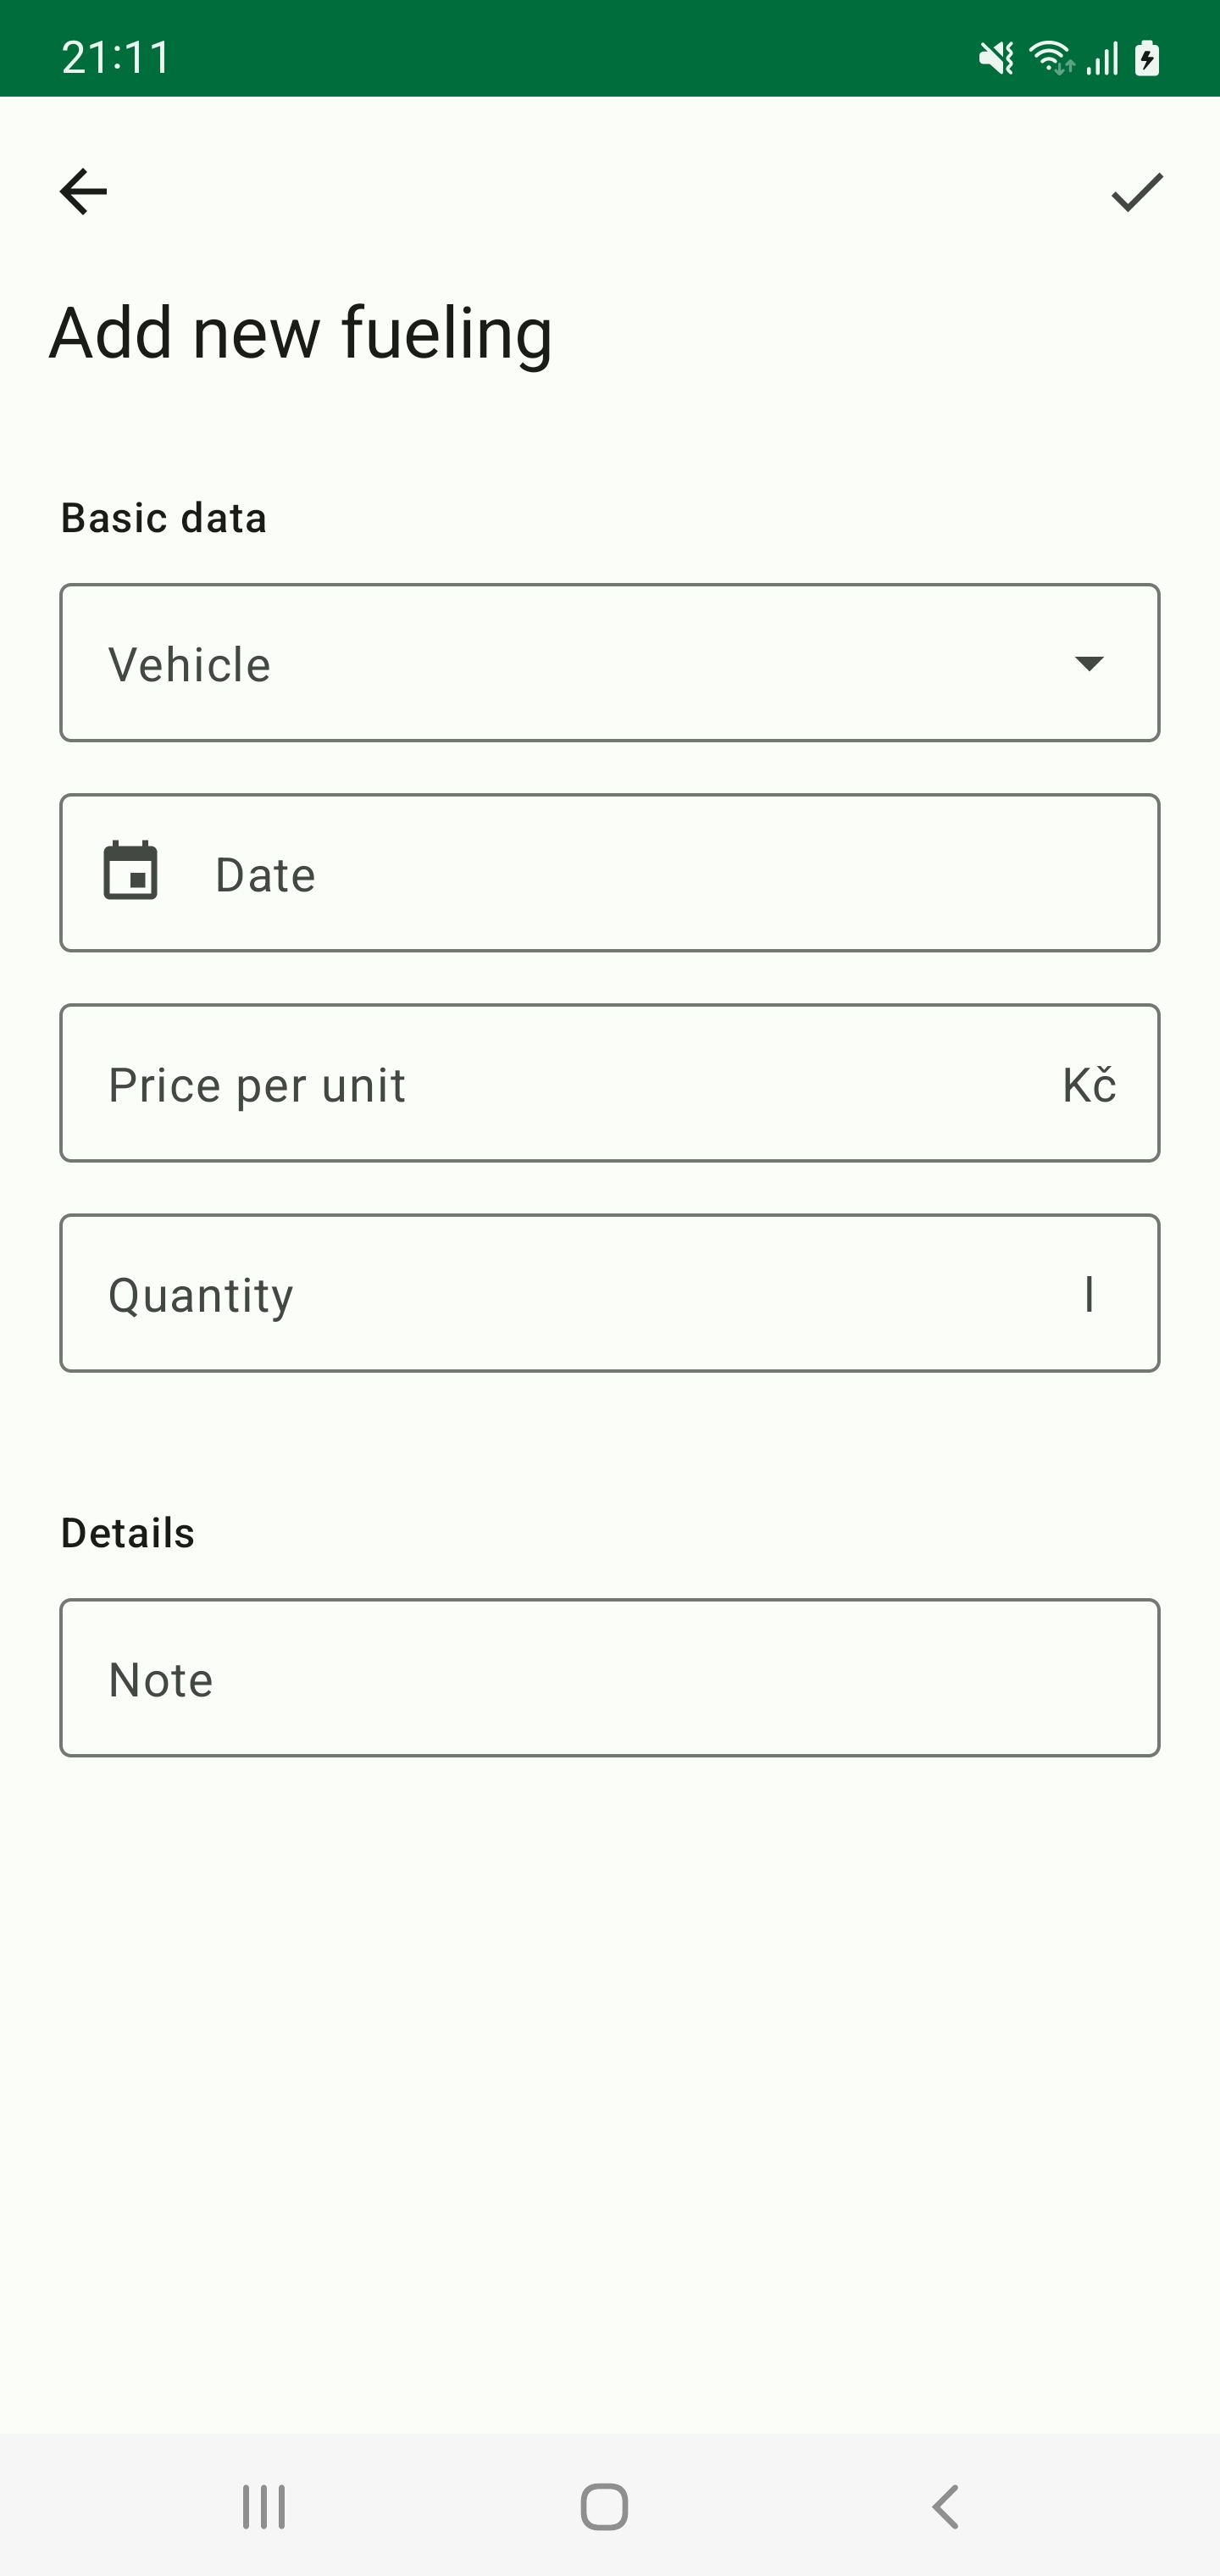 21:11
Add new fueling
Basic data
Vehicle
Date
Price per unit Kč
Quantity l
Details
Note